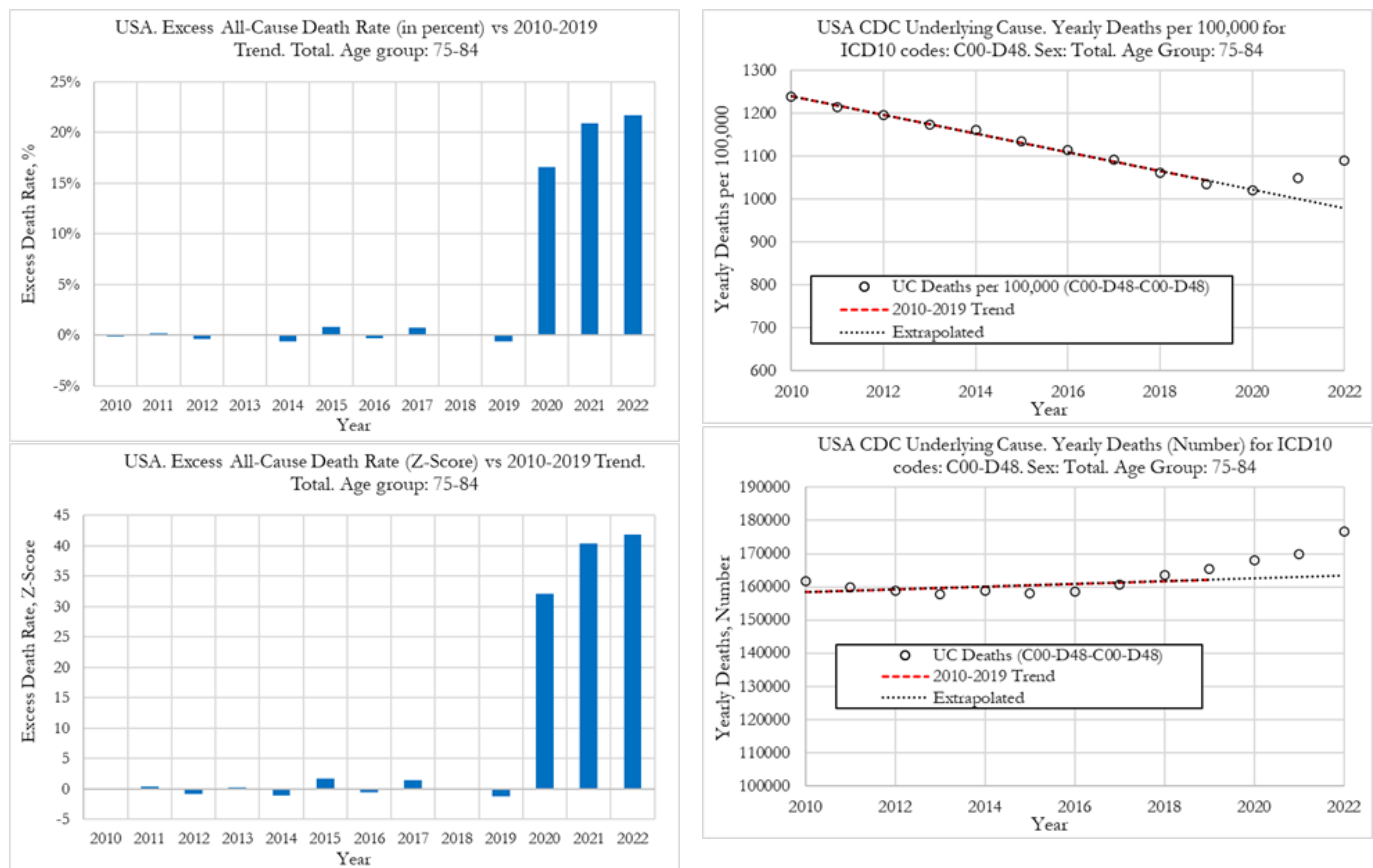 USA. Excess All-Cause Death Rate (in percent) vs 2010-2019
Trend. Total. Age group: 75-84
Excess Death Rate, %
25%
20%
15%
10%
5%
0%
-5%
2010 2011 2012 2013 2014 2015 2016 2017 2018 2019 2020 2021 2022
Year
USA CDC Underlying Cause. Yearly Deaths per 100,000 for
ICD10 codes: C00-D48. Sex: Total. Age Group: 75-84
Yearly Deaths per 100,000
1300
1200
1100
1000
900
800
700
600
UC Deaths per 100,000 (C00-D48-C00-D48)
2010-2019 Trend
Extrapolated
2010 2012 2014 2016 2018 2020 2022
Year
USA. Excess All-Cause Death Rate (Z-Score) vs 2010-2019 Trend.
Total. Age group: 75-84
Excess Death Rate, Z-Score
45
40
35
30
25
20
15
10
5
0
-5
2010 2011 2012 2013 2014 2015 2016 2017 2018 2019 2020 2021 2022
Year
USA CDC Underlying Cause. Yearly Deaths (Number) for ICD10
codes: C00-D48. Sex: Total. Age Group: 75-84
Yearly Deaths, Number
190000
180000
170000
160000
150000
140000
130000
120000
110000
100000
UC Deaths (C00-D48-C00-D48)
2010-2019 Trend
Extrapolated
2010 2012 2014 2016 2018 2020 2022
Year